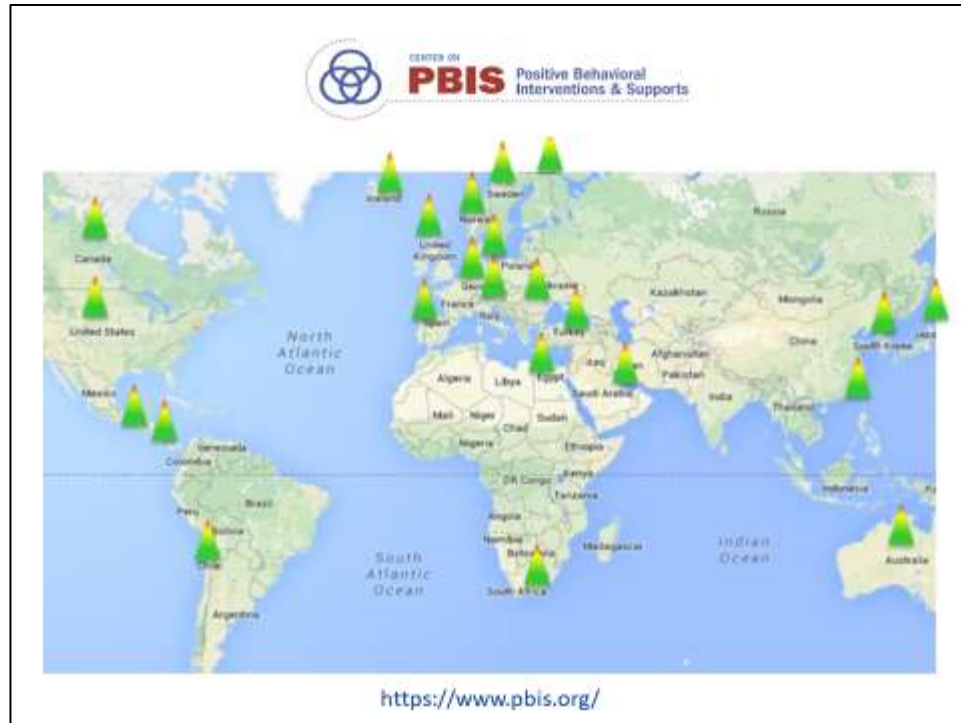 CENTER ON
PBIS Positive Behavioral
Interventions & Supports
Iceland
Sweden
Russia
Norway
United
Kingdom
Canada
Poland
Ukraine
Kazakhstan
Mongolia
France
Italy
Spain
United States
Turkey
South Korea
North
Atlantic
Ocean
China
Iraq
Afghanistan
Pakistan
Algeria
Libya
Egypt
Saudi Arabia
India
Mexico
Mali
Niger
Chad
Sudan
Thailand
Nigeria
Ethiopia
Venezuela
Colombia
DR Congo
Kenya
Tanzania
Indonesia
Brazil
Peru
Angola
Bolivia
Namibia
Botswana
Madagascar
Indian
Ocean
South
Atlantic
Ocean
Australia
Chile
South Africa
Argentina
https://www.pbis.org/